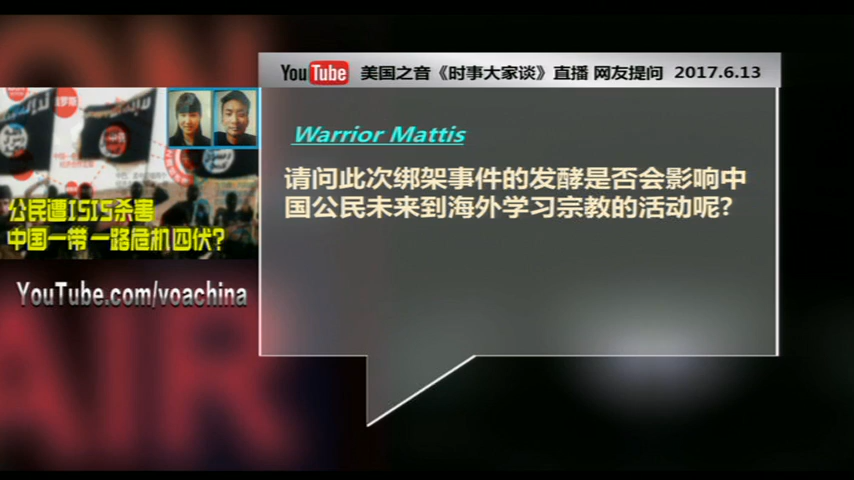 YouTube 美国之音《时事大家谈》直播 网友提问 2017.6.13
Warrior Mattis
请问此次绑架事件的发酵是否会影响中
国公民未来到海外学习宗教的活动呢?
公民遭ISIS杀害
中国一带一路危机四伏?
YouTube.com/voachina